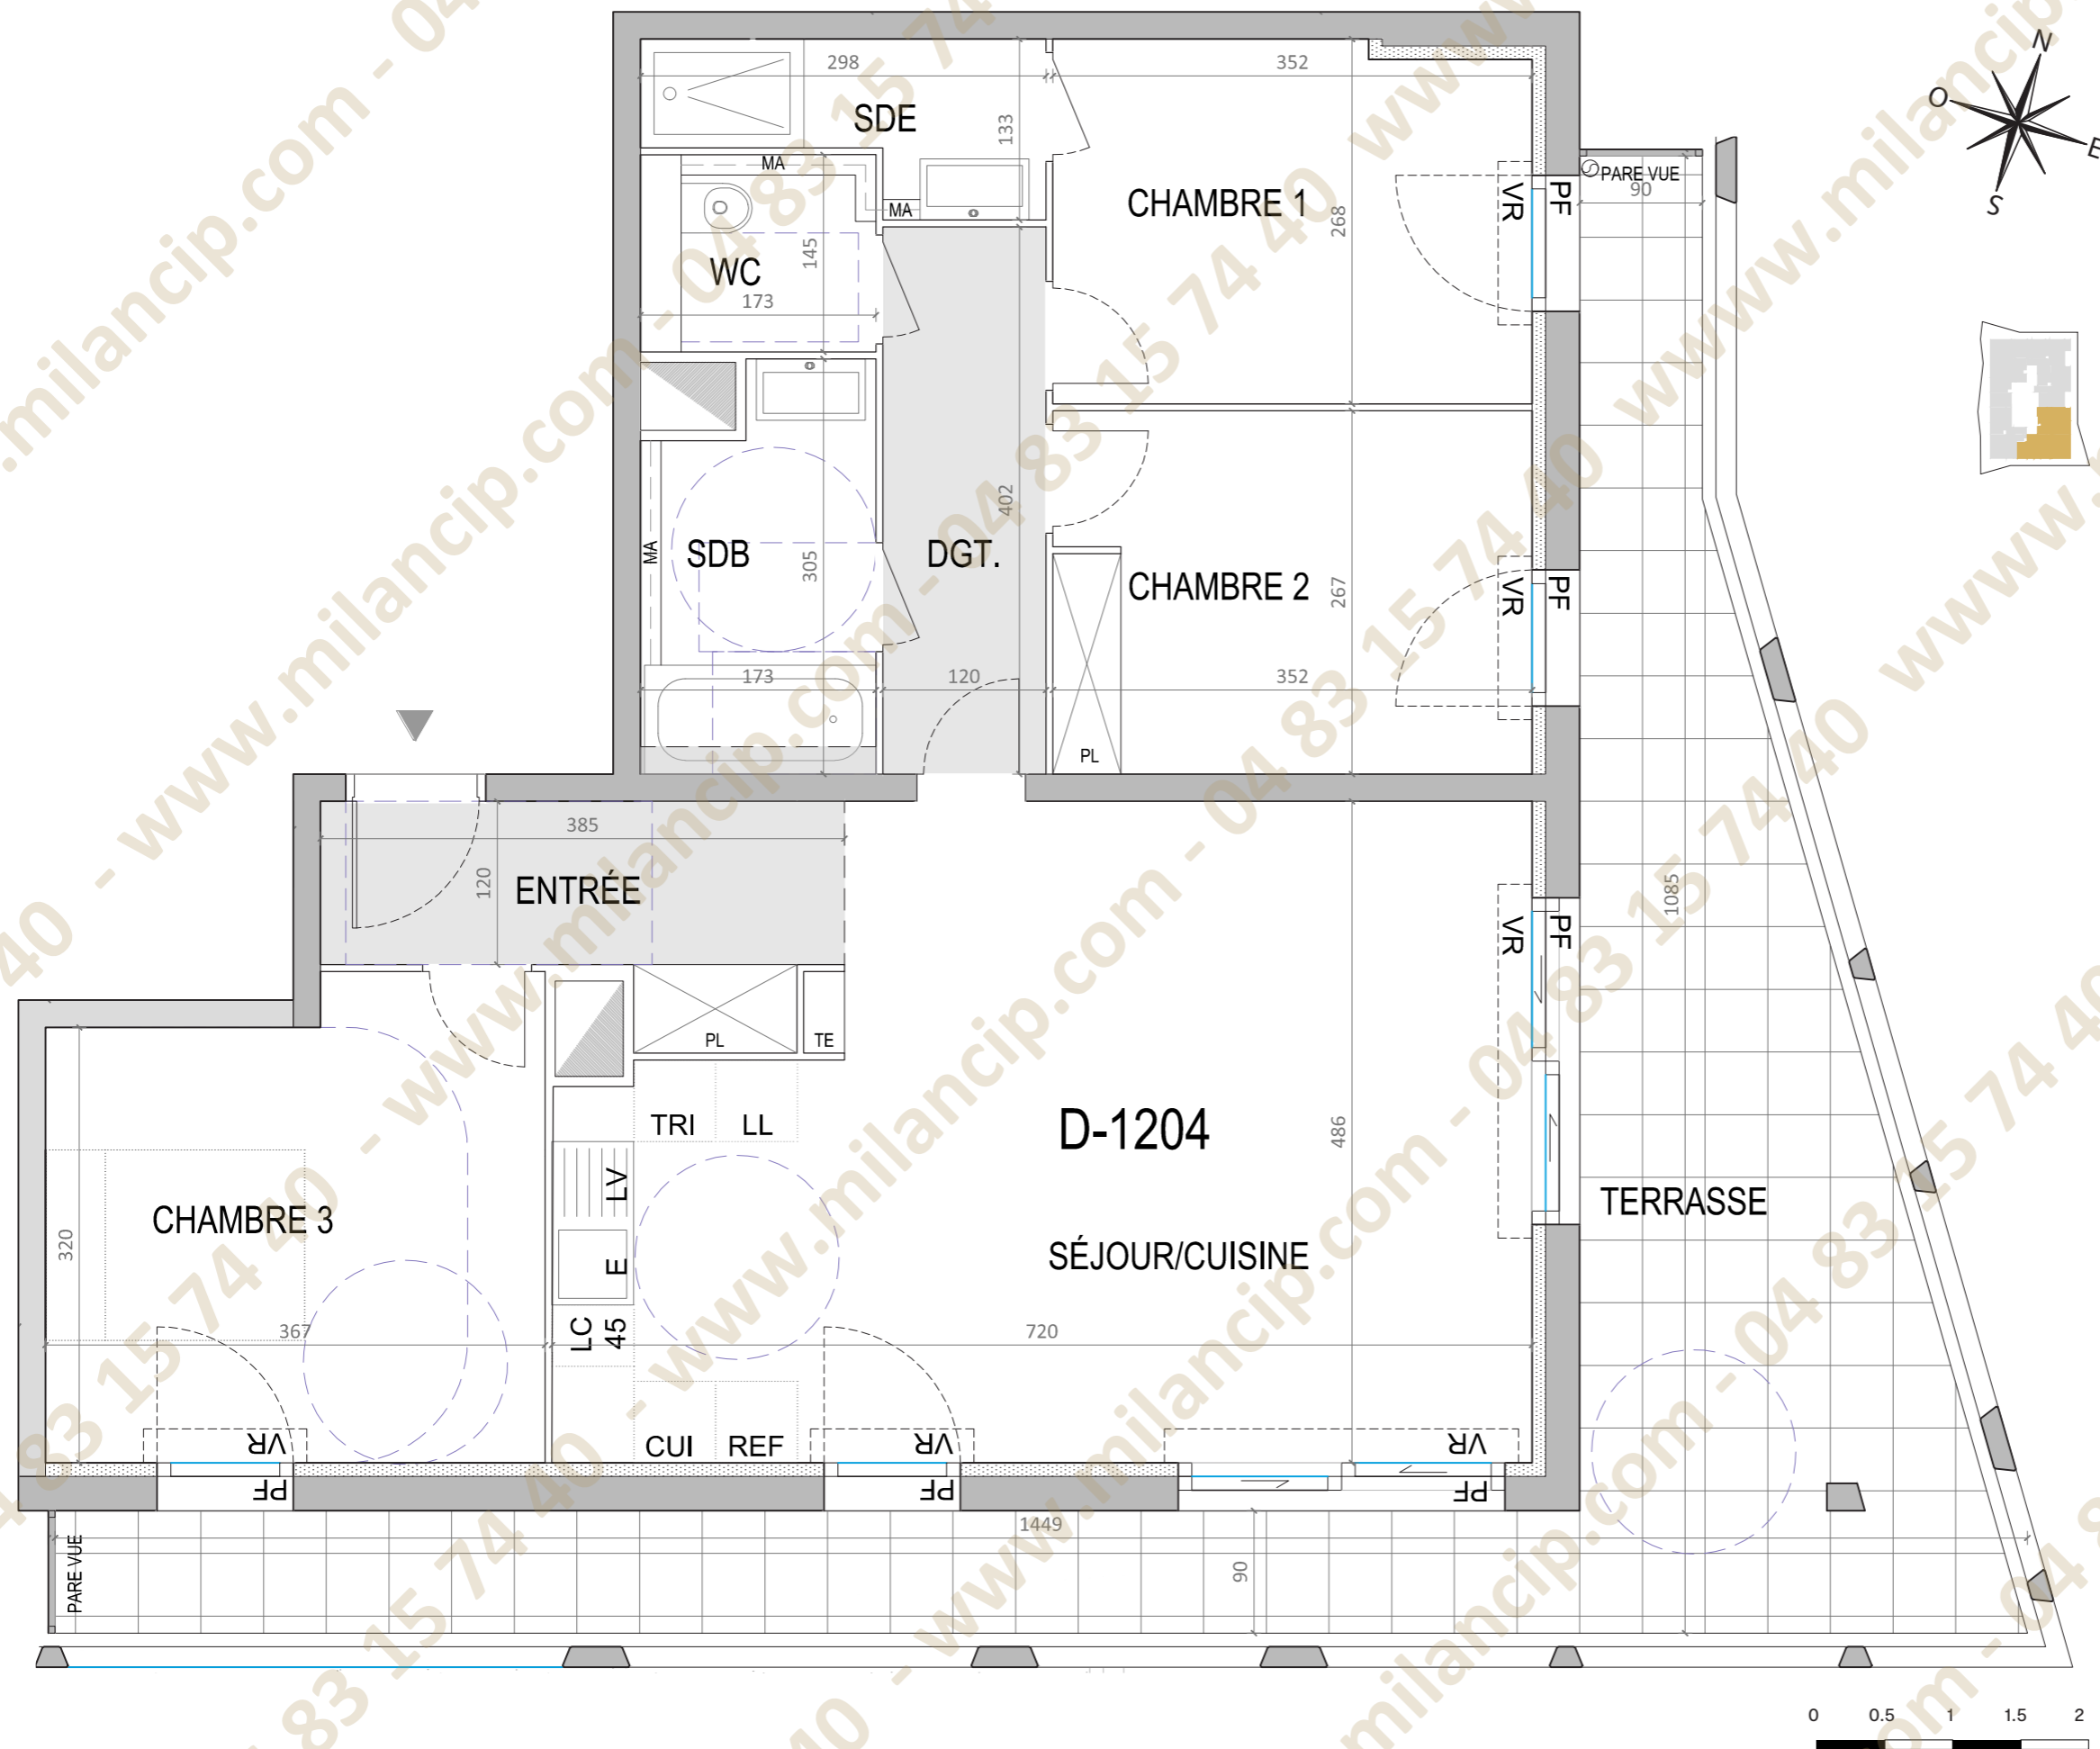 N
O
E
S
298
352
SDE
133
MA
MA
CHAMBRE 1
268
VR
PF
PARE VUE
90
WC
145
173
402
MA
SDB
305
DGT.
CHAMBRE 2
267
VR
PF
173
120
352
PL
385
120
ENTRÉE
VR
PF
1085
PL
TE
TRI
LL
D-1204
486
LV
TERRASSE
CHAMBRE 3
320
SÉJOUR/CUISINE
E
LC
45
367
720
CUI
REF
VR
VR
VR
PF
PF
PF
1449
90
PARE-VUE
0 0.5 1 1.5 2
www.milancip.com - 04 83 15 74 40